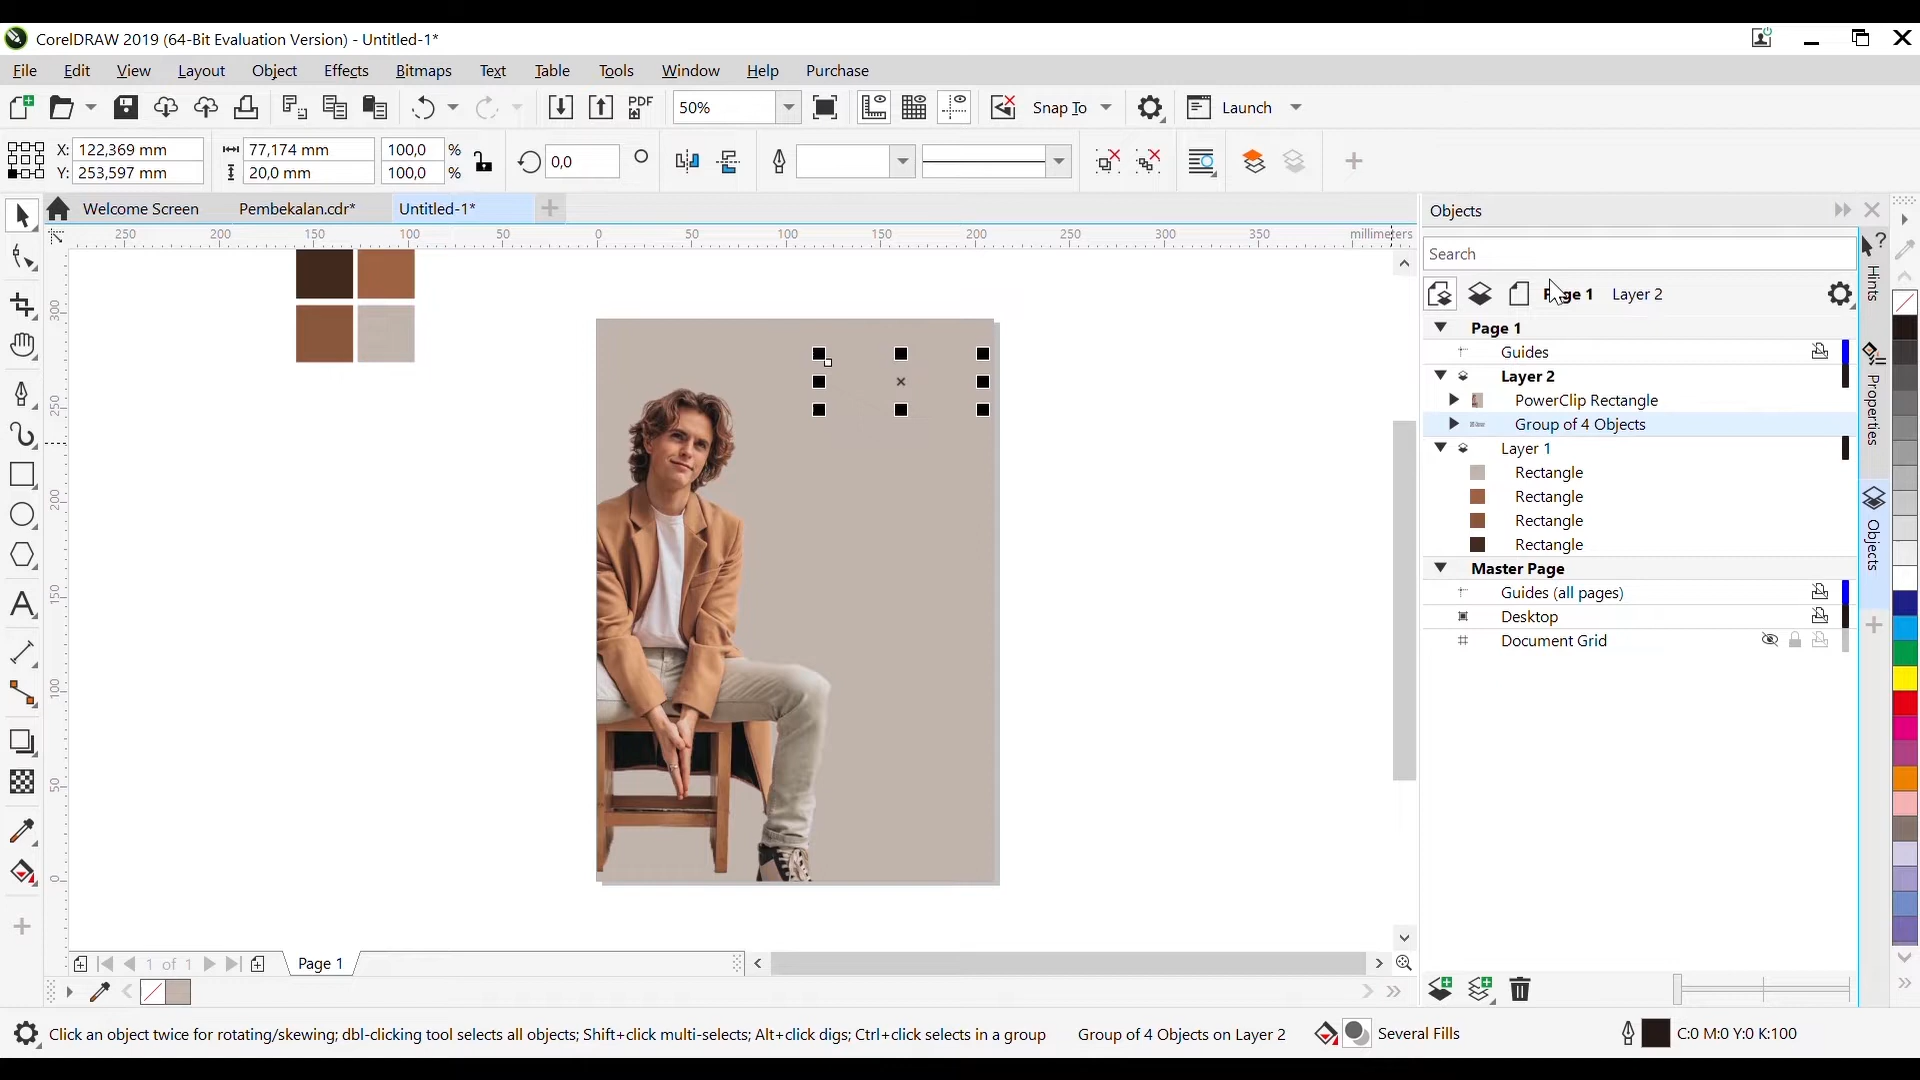 CorelDRAW 2019 (64-Bit Evaluation Version) - Untitled-1*
File Edit View Layout Object Effects Bitmaps Text Table Tools Window Help Purchase
PDF 50% Snap To Launch
X: 122,369 mm 77,174 mm 100,0 % 0,0
Y: 253,597 mm 20,0 mm 100,0 %
Welcome Screen Pembekalan.cdr* Untitled-1*
250 200 150 100 50 0 50 100 150 200 250 300 350 millimeters
300
250
200
150
100
50
0
Objects
Search
Page 1 Layer 2
Page 1
Guides
Layer 2
PowerClip Rectangle
Group of 4 Objects
Layer 1
Rectangle
Rectangle
Rectangle
Rectangle
Master Page
Guides (all pages)
Desktop
Document Grid
Hints
Properties
Objects
1 of 1 Page 1
Click an object twice for rotating/skewing; dbl-clicking tool selects all objects; Shift+click multi-selects; Alt+click digs; Ctrl+click selects in a group Group of 4 Objects on Layer 2 Several Fills C:0 M:0 Y:0 K:100